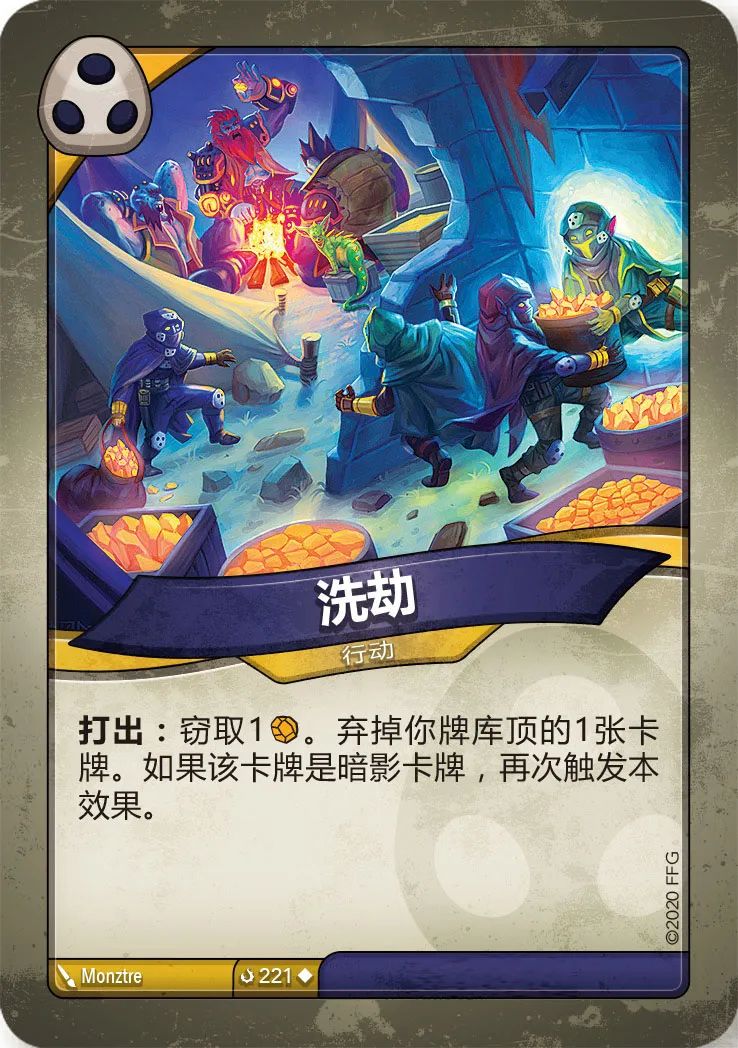 洗劫
行动
打出：窃取1。弃掉你牌库顶的1张卡
牌。如果该卡牌是暗影卡牌，再次触发本
效果。
©2020 FFG
Monztre
221